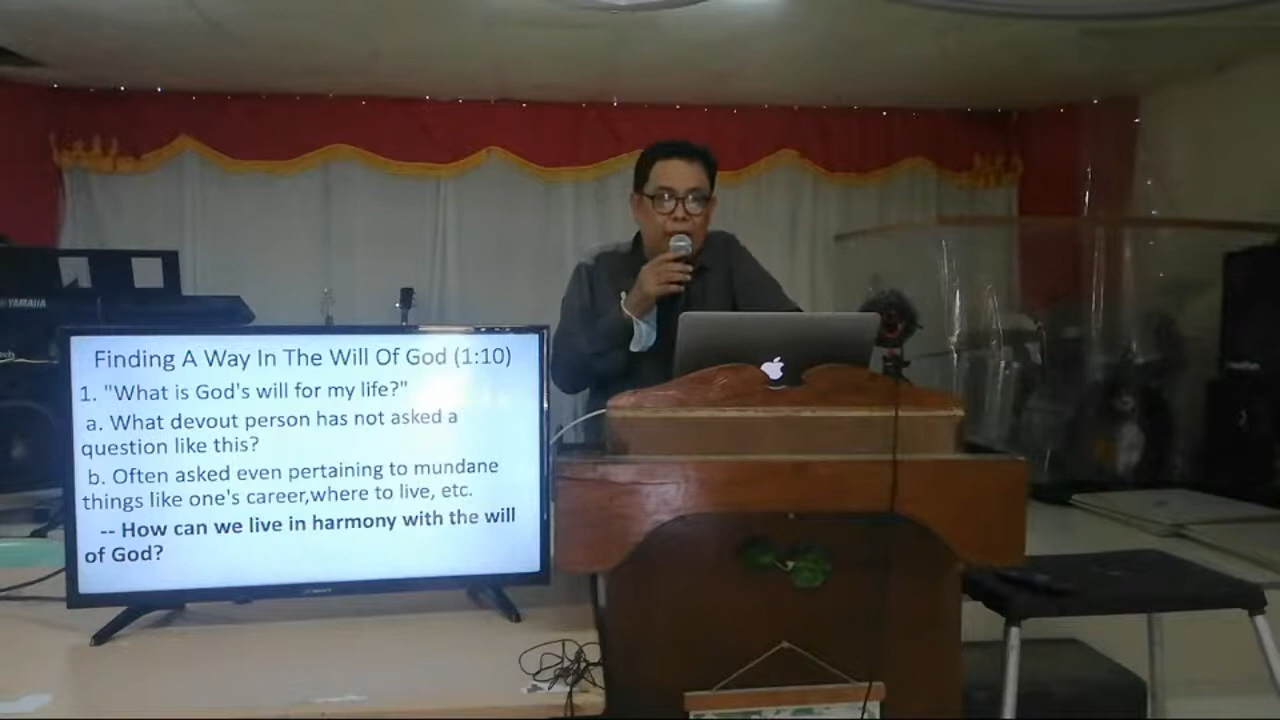 YAMAHA
Finding A Way In The Will Of God (1:10)
1. "What is God's will for my life?"
a. What devout person has not asked a
question like this?
b. Often asked even pertaining to mundane
things like one's career,where to live, etc.
-- How can we live in harmony with the will
of God?